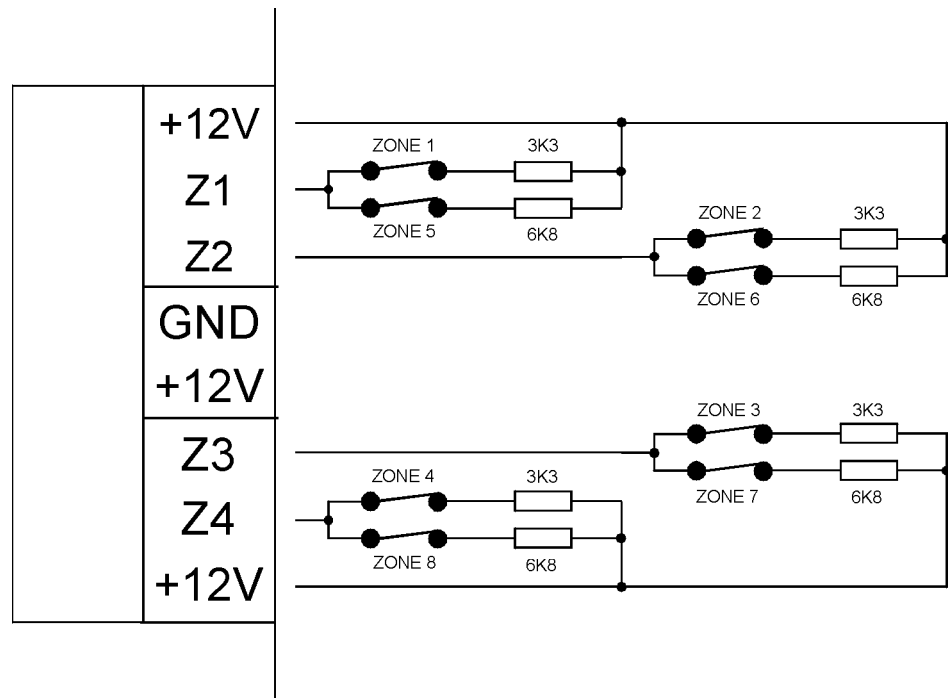 +12V
Z1
Z2
GND
+12V
Z3
Z4
+12V
ZONE 1
3K3
ZONE 5
6K8
ZONE 2
3K3
ZONE 6
6K8
ZONE 3
3K3
ZONE 7
6K8
ZONE 4
3K3
ZONE 8
6K8